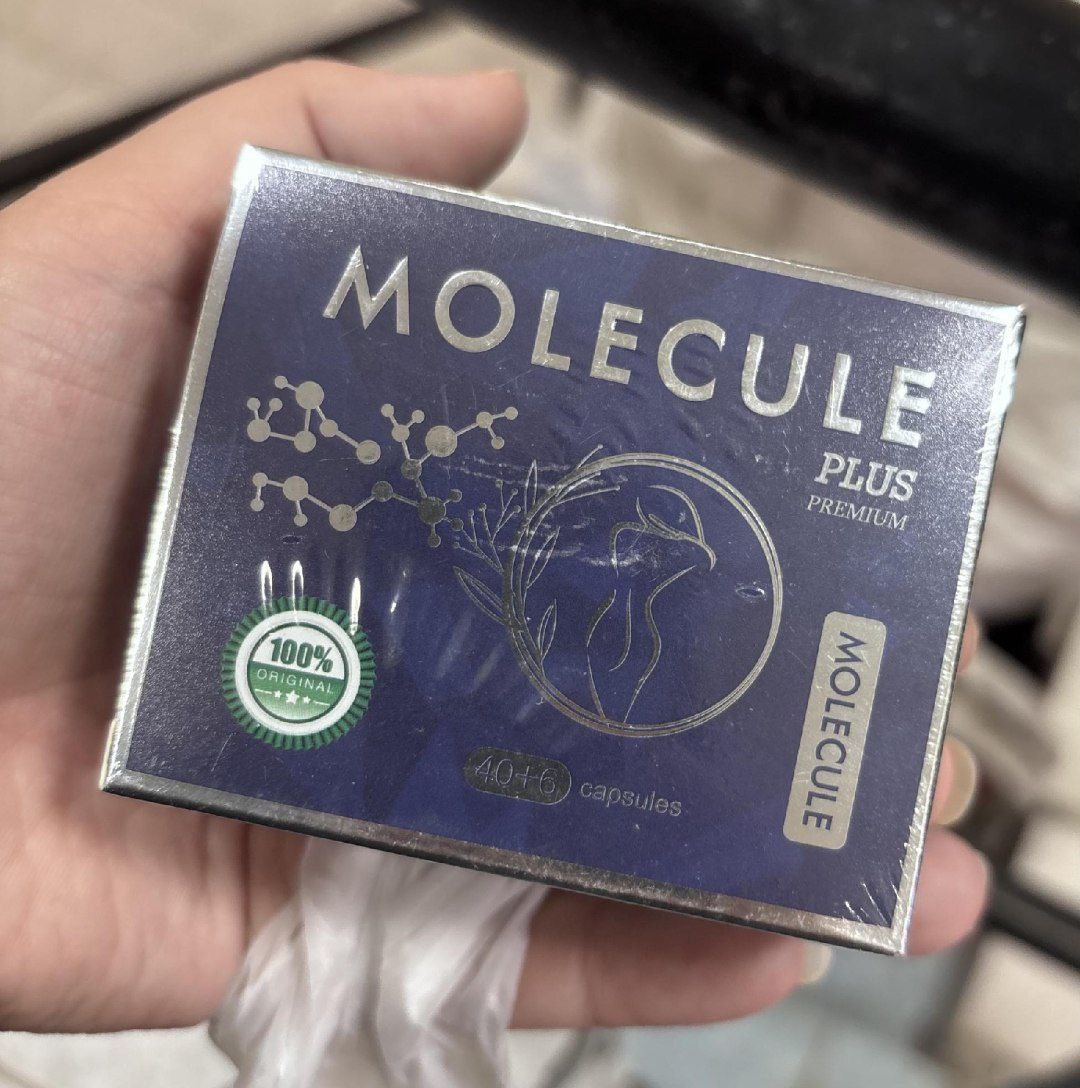 MOLECULE
PLUS
PREMIUM
100%
ORIGINAL
MOLECULE
40+6 capsules